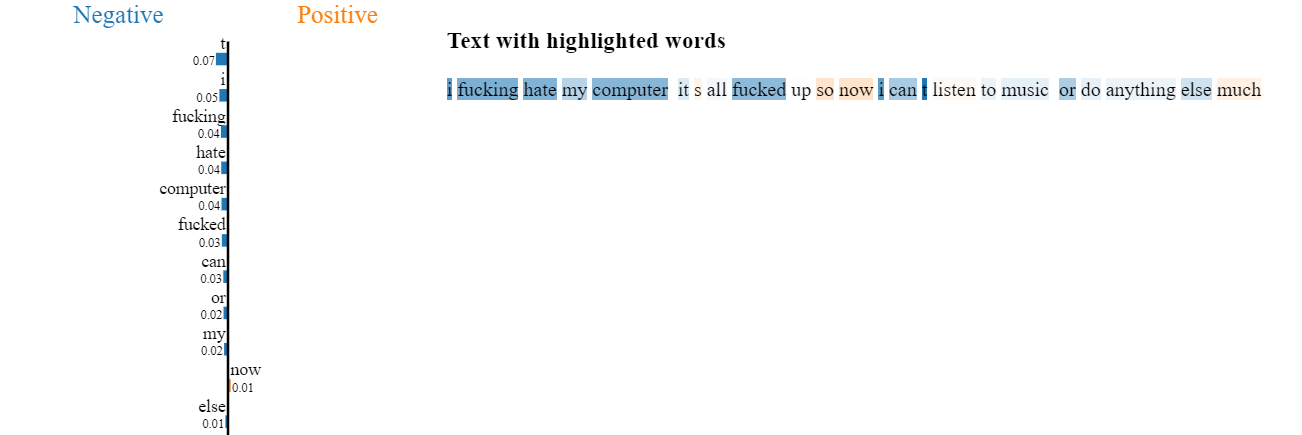 Negative Positive
Text with highlighted words
t
0.07
i
0.05
fucking
0.04
hate
0.04
computer
0.04
fucked
0.03
can
0.03
or
0.02
my
0.02
now
0.01
else
0.01
i fucking hate my computer it s all fucked up so now i can t listen to music or do anything else much